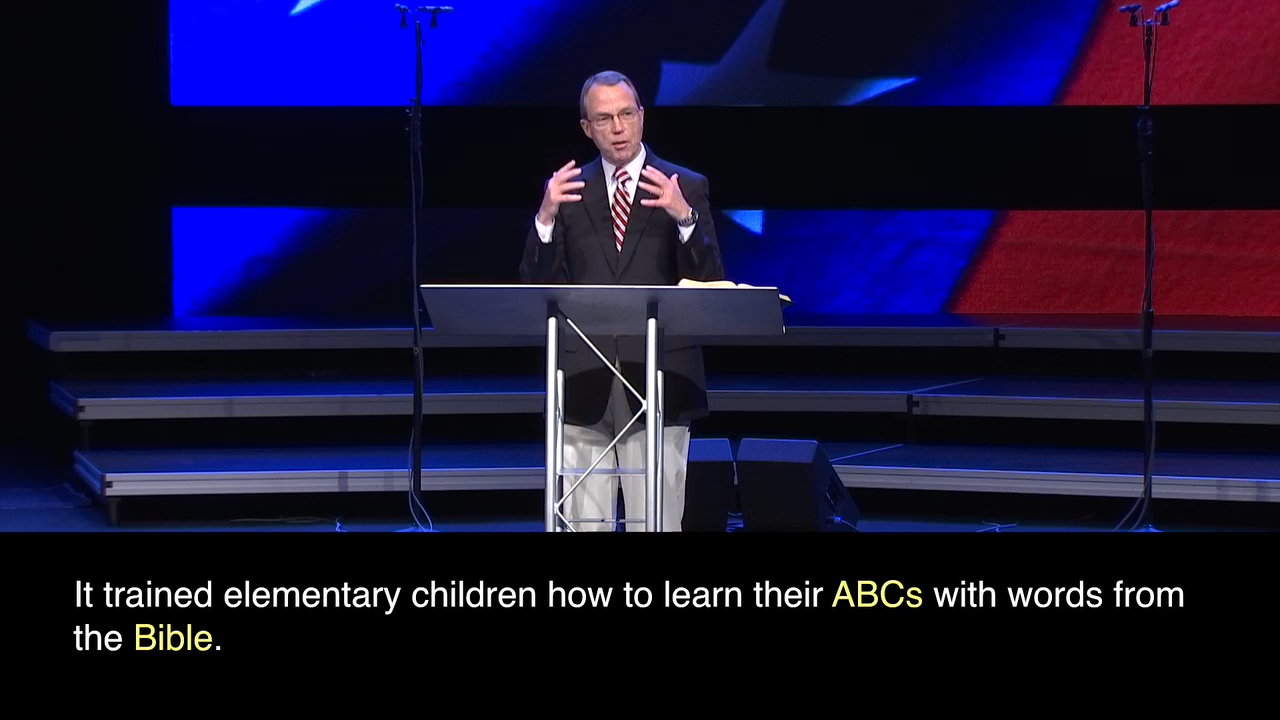 It trained elementary children how to learn their ABCs with words from
the Bible.